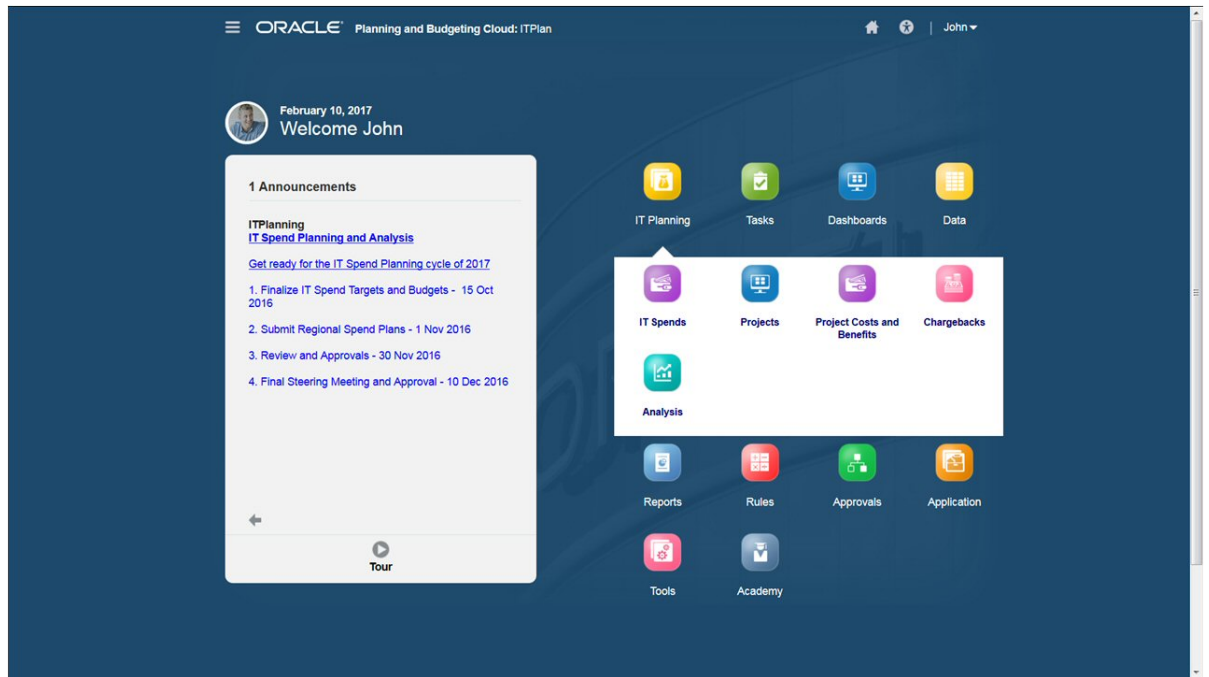 ORACLE® Planning and Budgeting Cloud: ITPlan
John
February 10, 2017
Welcome John
1 Announcements
ITPlanning
IT Spend Planning and Analysis
Get ready for the IT Spend Planning cycle of 2017
1. Finalize IT Spend Targets and Budgets - 15 Oct
2016
2. Submit Regional Spend Plans - 1 Nov 2016
3. Review and Approvals - 30 Nov 2016
4. Final Steering Meeting and Approval - 10 Dec 2016
Tour
IT Planning Tasks Dashboards Data
IT Spends Projects Project Costs and Chargebacks
Benefits
Analysis
Reports Rules Approvals Application
Tools Academy